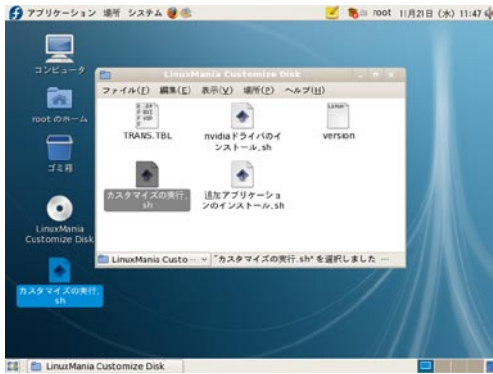 アプリケーション 場所 システム
root 11月21日 (水) 11:47
コンピュータ
root のホーム
ゴミ箱
LinuxMania Customize Disk
カスタマイズの実行.sh
LinuxMania Customize Disk
ファイル(F) 編集(E) 表示(V) 場所(P) ヘルプ(H)
TRANS.TBL
nvidiaドライバのインストール.sh
version
カスタマイズの実行.sh
追加アプリケーションのインストール.sh
LinuxMania Custo…
"カスタマイズの実行.sh" を選択しました …
LinuxMania Customize Disk